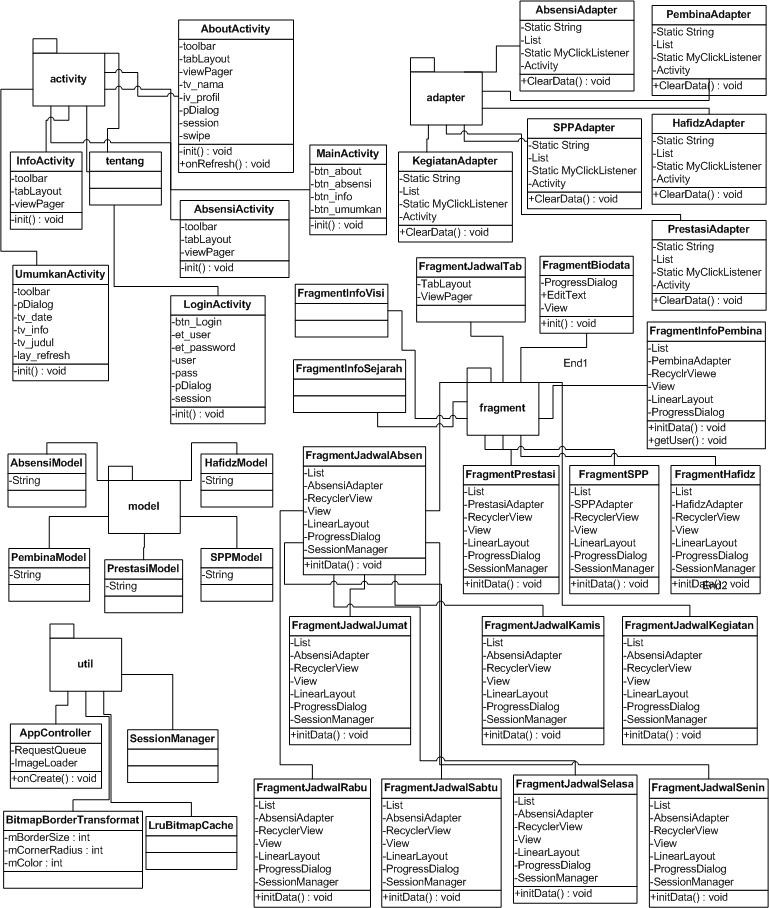 activity
AboutActivity
-toolbar
-tabLayout
-viewPager
-tv_nama
-iv_profil
-pDialog
-session
-swipe
-init() : void
+onRefresh() : void
InfoActivity
-toolbar
-tabLayout
-viewPager
-init() : void
tentang
MainActivity
-btn_about
-btn_absensi
-btn_info
-btn_umumkan
-init() : void
AbsensiActivity
-toolbar
-tabLayout
-viewPager
-init() : void
UmumkanActivity
-toolbar
-pDialog
-tv_date
-tv_info
-tv_judul
-lay_refresh
-init() : void
LoginActivity
-btn_Login
-et_user
-et_password
-user
-pass
-pDialog
-session
-init() : void
adapter
AbsensiAdapter
-Static String
-List
-Static MyClickListener
-Activity
+ClearData() : void
PembinaAdapter
-Static String
-List
-Static MyClickListener
-Activity
+ClearData() : void
KegiatanAdapter
-Static String
-List
-Static MyClickListener
-Activity
+ClearData() : void
SPPAdapter
-Static String
-List
-Static MyClickListener
-Activity
+ClearData() : void
HafidzAdapter
-Static String
-List
-Static MyClickListener
-Activity
+ClearData() : void
PrestasiAdapter
-Static String
-List
-Static MyClickListener
-Activity
+ClearData() : void
FragmentInfoVisi
FragmentJadwalTab
-TabLayout
-ViewPager
FragmentBiodata
-ProgressDialog
+EditText
-View
+init() : void
End1
FragmentInfoPembina
-List
-PembinaAdapter
-RecyclrViewe
-View
-LinearLayout
-ProgressDialog
+initData() : void
+getUser() : void
FragmentInfoSejarah
fragment
model
AbsensiModel
-String
HafidzModel
-String
PembinaModel
-String
PrestasiModel
-String
SPPModel
-String
FragmentJadwalAbsen
-List
-AbsensiAdapter
-RecyclerView
-View
-LinearLayout
-ProgressDialog
-SessionManager
+initData() : void
FragmentPrestasi
-List
-PrestasiAdapter
-RecyclerView
-View
-LinearLayout
-ProgressDialog
-SessionManager
+initData() : void
FragmentSPP
-List
-SPPAdapter
-RecyclerView
-View
-LinearLayout
-ProgressDialog
-SessionManager
+initData() : void
FragmentHafidz
-List
-HafidzAdapter
-RecyclerView
-View
-LinearLayout
-ProgressDialog
-SessionManager
+initData() : void
End2
FragmentJadwalJumat
-List
-AbsensiAdapter
-RecyclerView
-View
-LinearLayout
-ProgressDialog
-SessionManager
+initData() : void
FragmentJadwalKamis
-List
-AbsensiAdapter
-RecyclerView
-View
-LinearLayout
-ProgressDialog
-SessionManager
+initData() : void
FragmentJadwalKegiatan
-List
-AbsensiAdapter
-RecyclerView
-View
-LinearLayout
-ProgressDialog
-SessionManager
+initData() : void
util
AppController
-RequestQueue
-ImageLoader
+onCreate() : void
SessionManager
BitmapBorderTransformat
-mBorderSize : int
-mCornerRadius : int
-mColor : int
LruBitmapCache
FragmentJadwalRabu
-List
-AbsensiAdapter
-RecyclerView
-View
-LinearLayout
-ProgressDialog
-SessionManager
+initData() : void
FragmentJadwalSabtu
-List
-AbsensiAdapter
-RecyclerView
-View
-LinearLayout
-ProgressDialog
-SessionManager
+initData() : void
FragmentJadwalSelasa
-List
-AbsensiAdapter
-RecyclerView
-View
-LinearLayout
-ProgressDialog
-SessionManager
+initData() : void
FragmentJadwalSenin
-List
-AbsensiAdapter
-RecyclerView
-View
-LinearLayout
-ProgressDialog
-SessionManager
+initData() : void